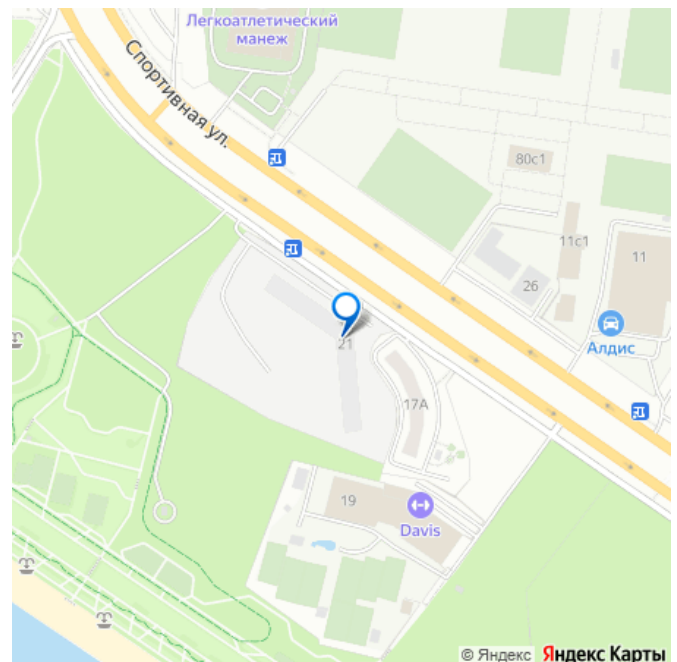 Легкоатлетический
манеж
Спортивная ул.
80с1
11с1
11
26
Алдис
21
17А
19
Davis
© Яндекс Яндекс Карты